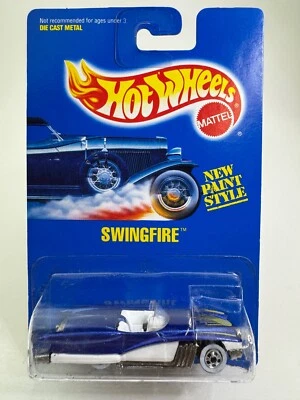 Not recommended for ages under 3.
DIE CAST METAL
Hot Wheels
MATTEL
NEW
PAINT
STYLE
SWINGFIRE™